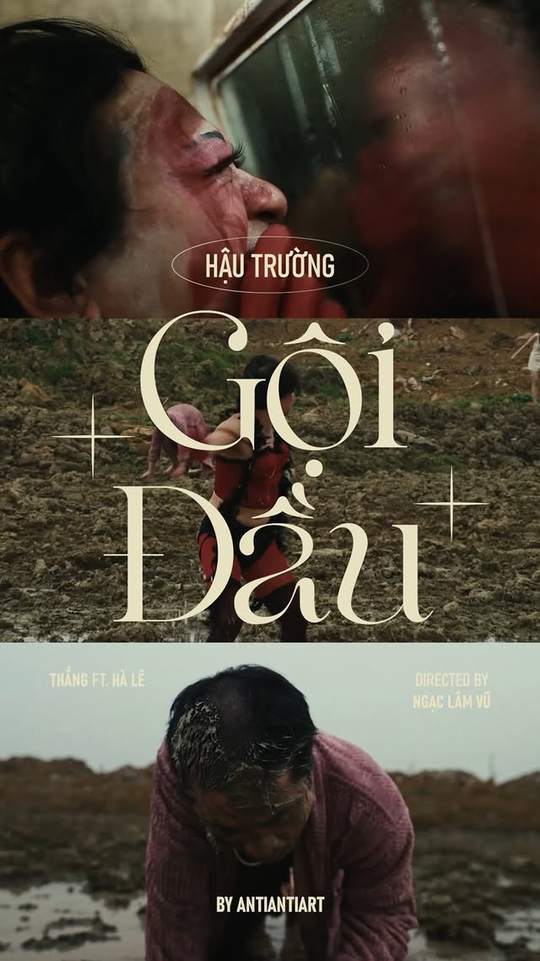 HẬU TRƯỜNG
Gội
Đầu
THẮNG FT. HÀ LÊ
DIRECTED BY
NGẠC LÂM VŨ
BY ANTIANTIART